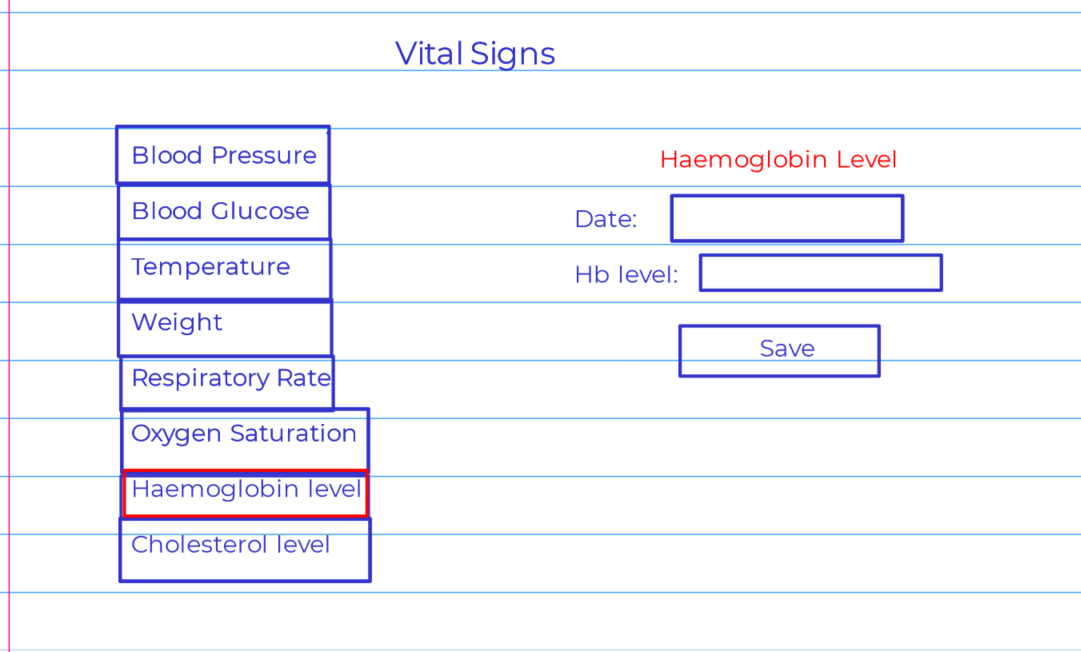 Vital Signs
Blood Pressure
Blood Glucose
Temperature
Weight
Respiratory Rate
Oxygen Saturation
Haemoglobin level
Cholesterol level
Haemoglobin Level
Date:
Hb level:
Save